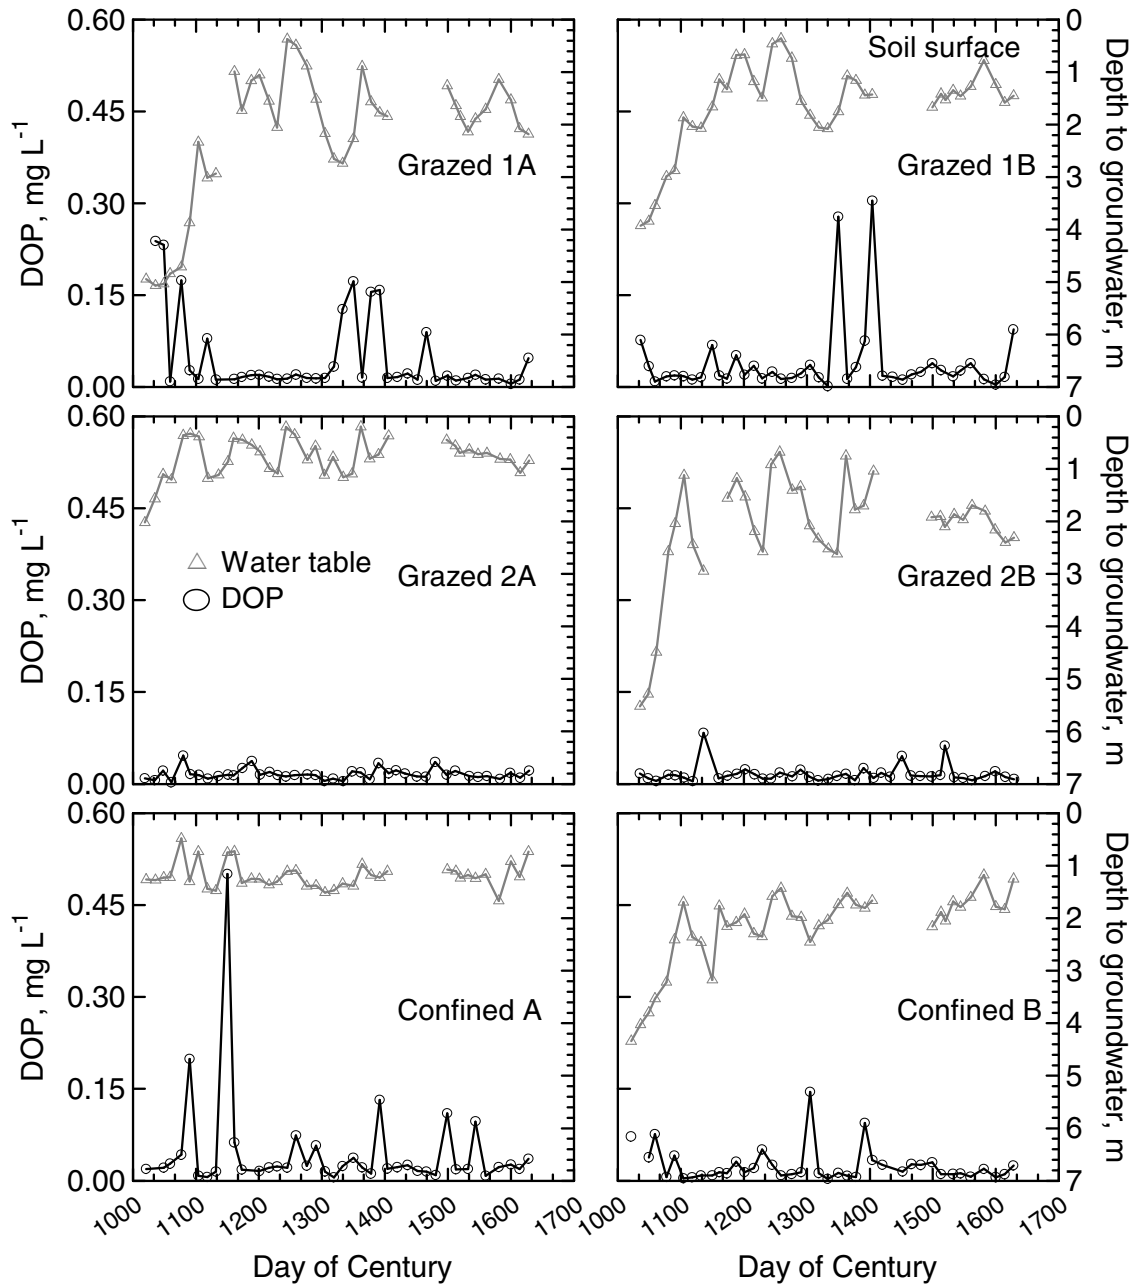 0.60
0.45
0.30
0.15
0.00
DOP, mg L-1
Grazed 1A
Soil surface
Grazed 1B
0
1
2
3
4
5
6
7
Depth to groundwater, m
0.60
0.45
0.30
0.15
0.00
DOP, mg L-1
Water table
DOP
Grazed 2A
Grazed 2B
0
1
2
3
4
5
6
7
Depth to groundwater, m
0.60
0.45
0.30
0.15
0.00
DOP, mg L-1
Confined A
Confined B
0
1
2
3
4
5
6
7
Depth to groundwater, m
1000 1100 1200 1300 1400 1500 1600 1700
1000 1100 1200 1300 1400 1500 1600 1700
Day of Century
Day of Century